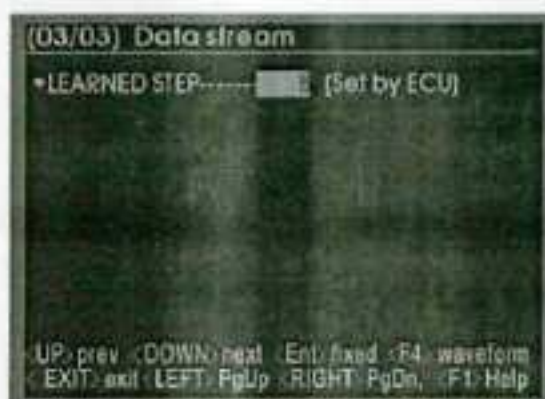 (03/03) Data stream
LEARNED STEP------ (Set by ECU)
<UP> prev <DOWN> next <Ent> fixed <F4> waveform
<EXIT> exit <LEFT> PgUp <RIGHT> PgDn, <F1> Help